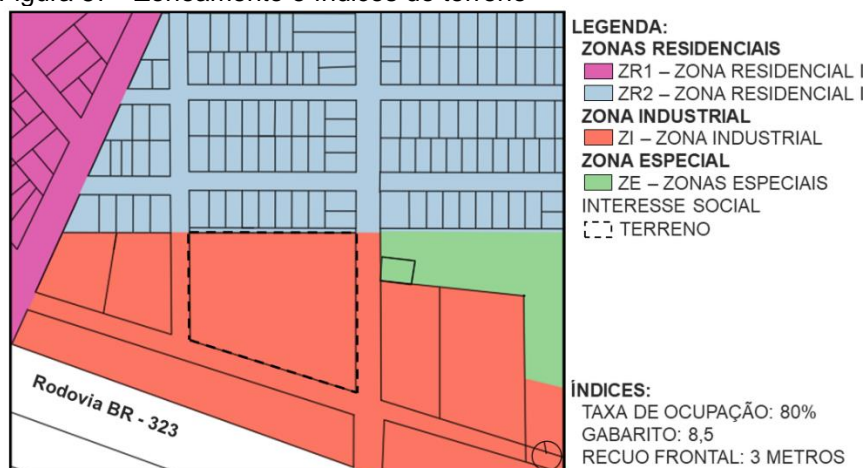 Figura – Zoneamento e índices do terreno
LEGENDA:
ZONAS RESIDENCIAIS
ZR1 – ZONA RESIDENCIAL I
ZR2 – ZONA RESIDENCIAL I
ZONA INDUSTRIAL
ZI – ZONA INDUSTRIAL
ZONA ESPECIAL
ZE – ZONAS ESPECIAIS
INTERESSE SOCIAL
TERRENO
Rodovia BR - 323
ÍNDICES:
TAXA DE OCUPAÇÃO: 80%
GABARITO: 8,5
RECUO FRONTAL: 3 METROS